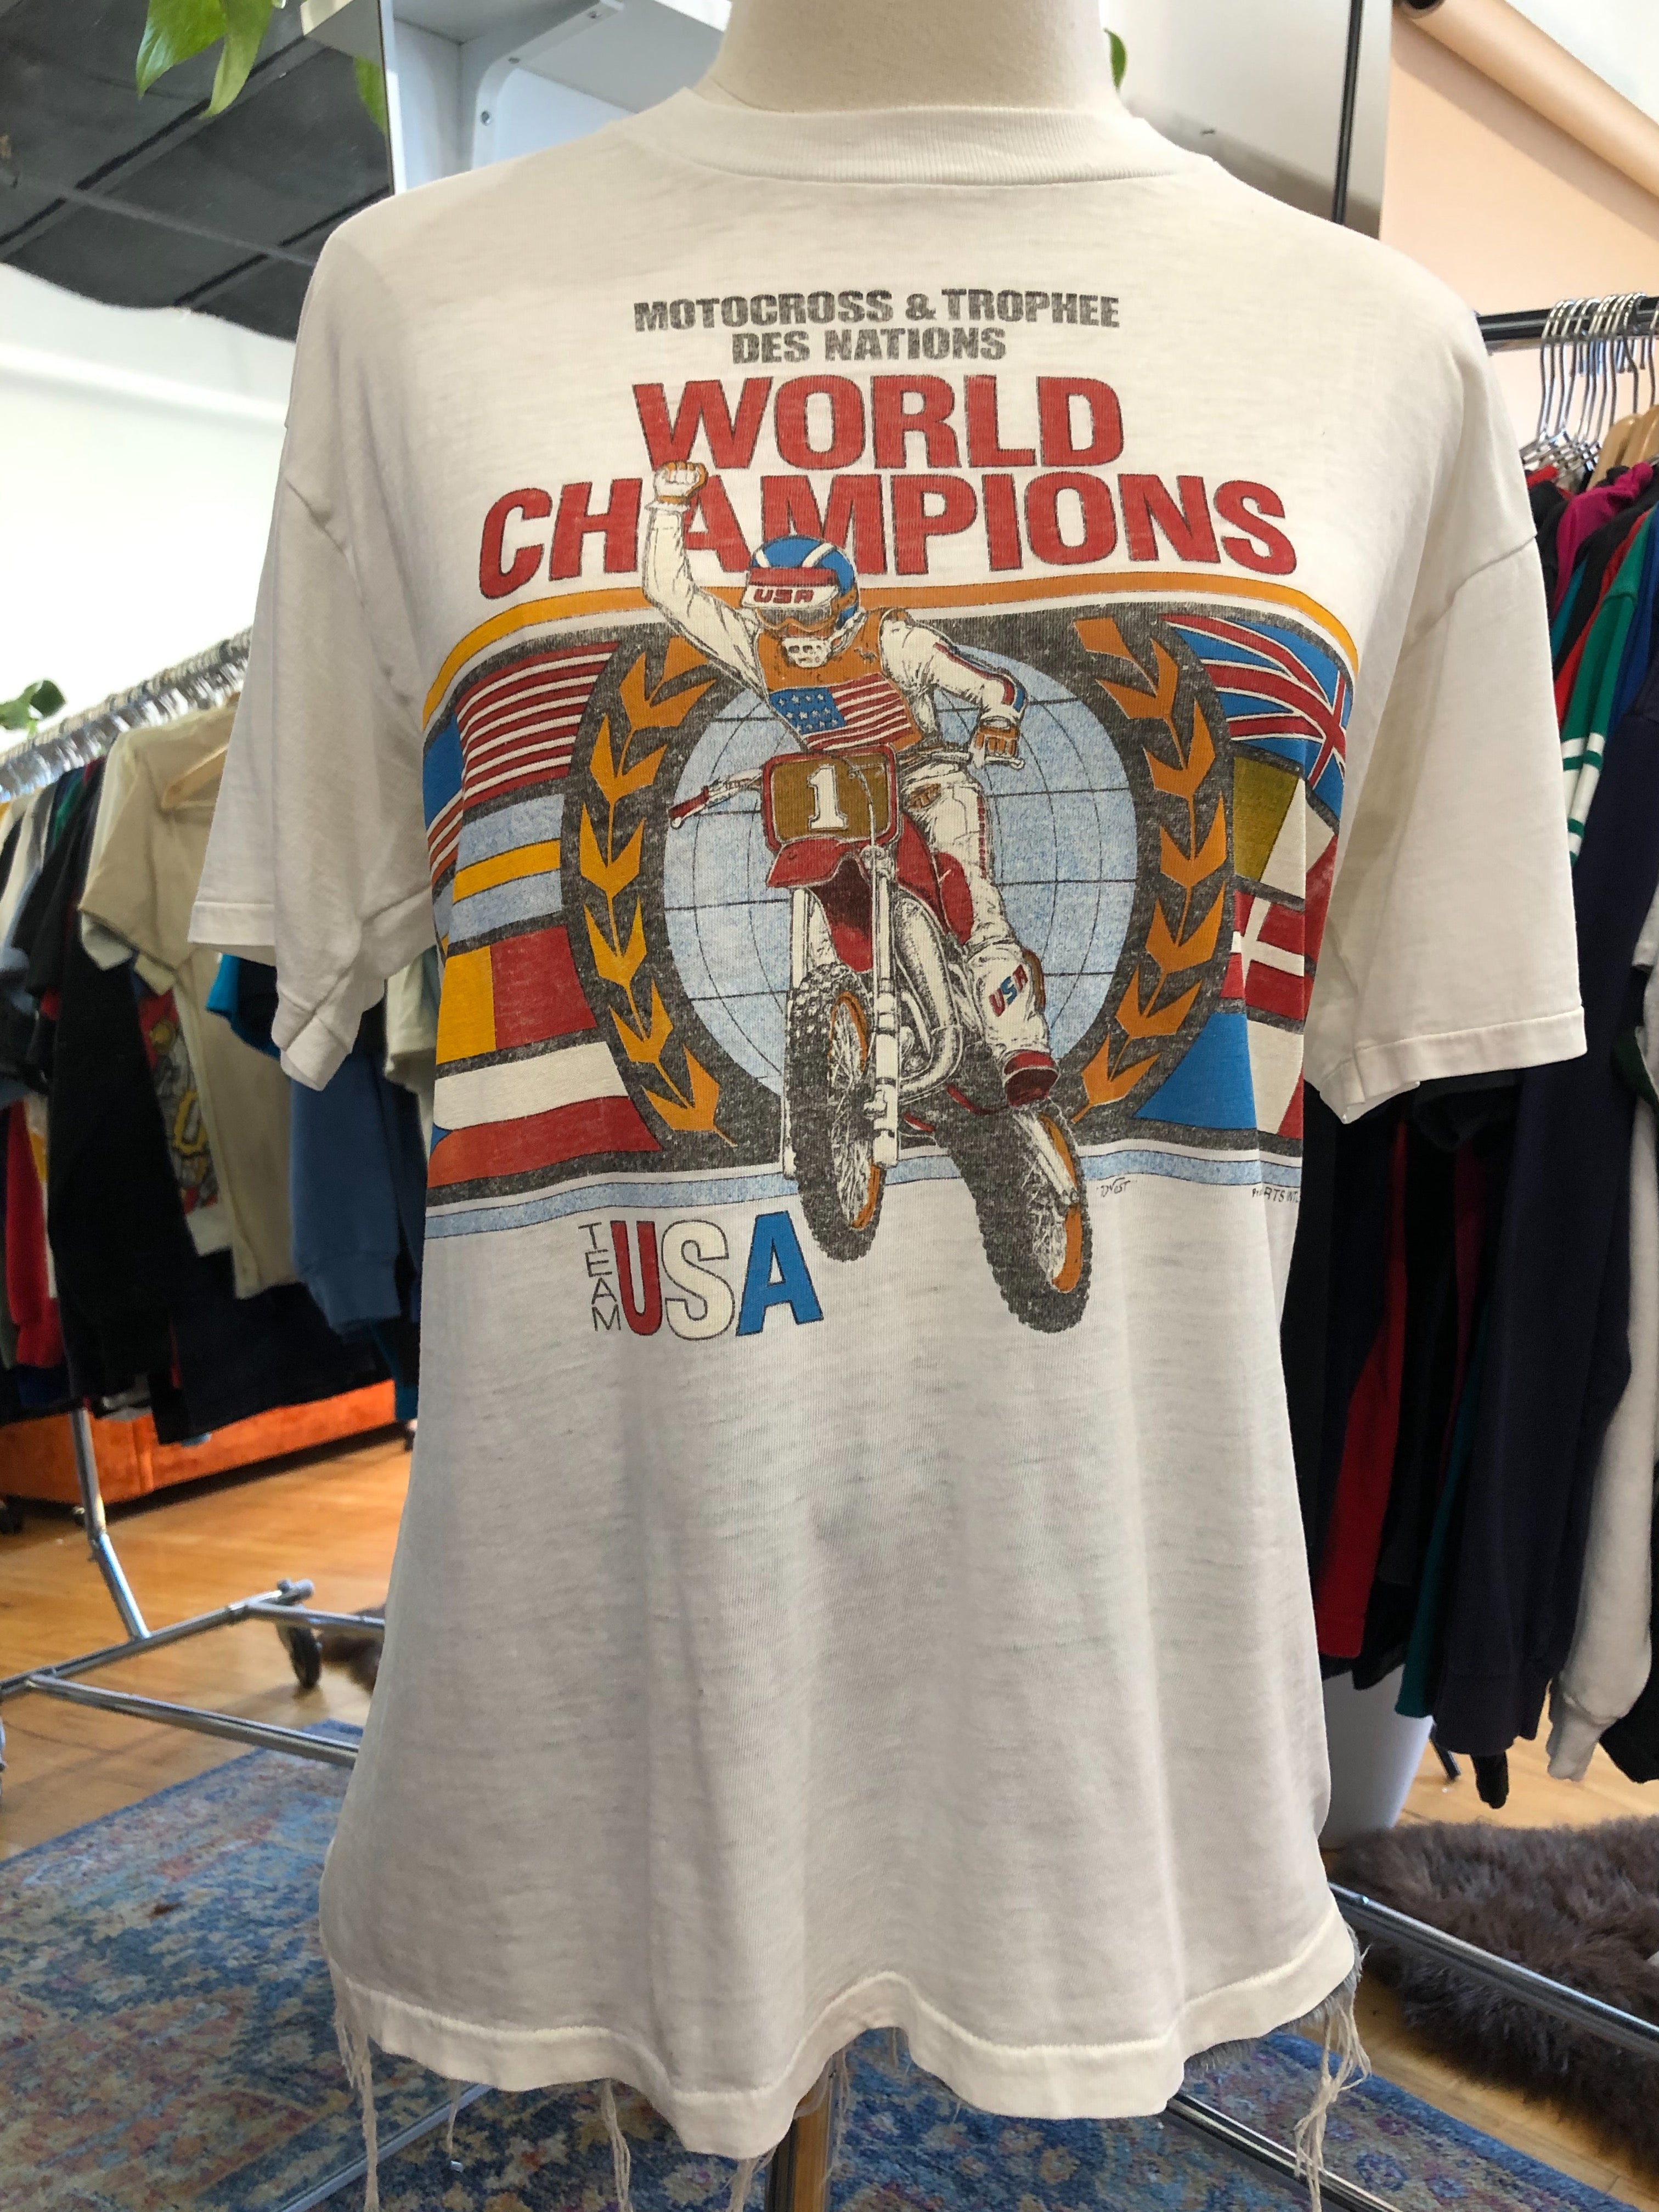 MOTOCROSS & TROPHEE
DES NATIONS
WORLD
CHAMPIONS
USA
1
USA
TEAM USA